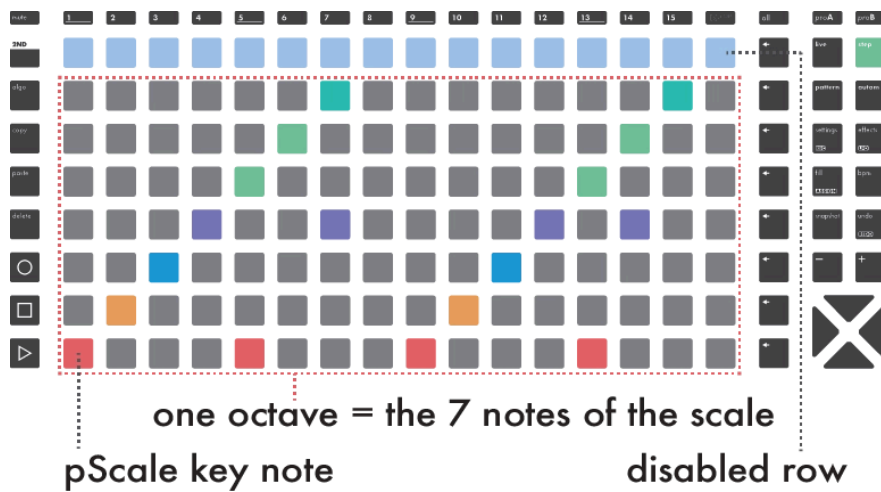 mute 1 2 3 4 5 6 7 8 9 10 11 12 13 14 15 all proA proB
2ND live step
algo pattern autom
copy settings effects
paste fill bpm
delete snapshot undo
− +
one octave = the 7 notes of the scale
pScale key note disabled row